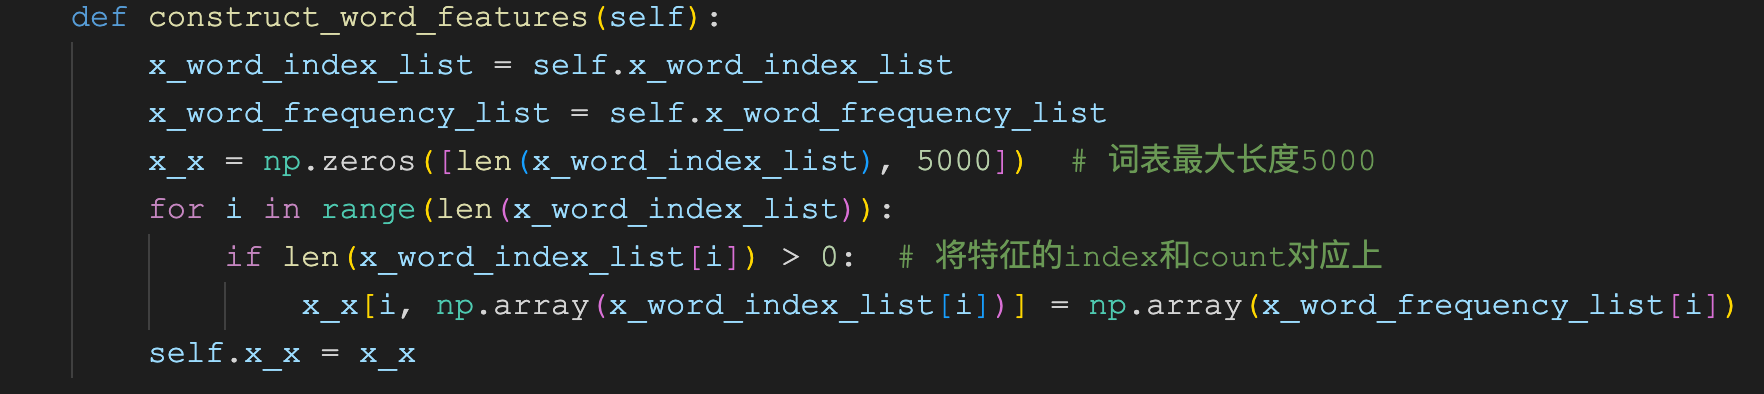 def construct_word_features(self):
x_word_index_list = self.x_word_index_list
x_word_frequency_list = self.x_word_frequency_list
x_x = np.zeros([len(x_word_index_list), 5000])  # 词表最大长度5000
for i in range(len(x_word_index_list)):
if len(x_word_index_list[i]) > 0:  # 将特征的index和count对应上
x_x[i, np.array(x_word_index_list[i])] = np.array(x_word_frequency_list[i])
self.x_x = x_x